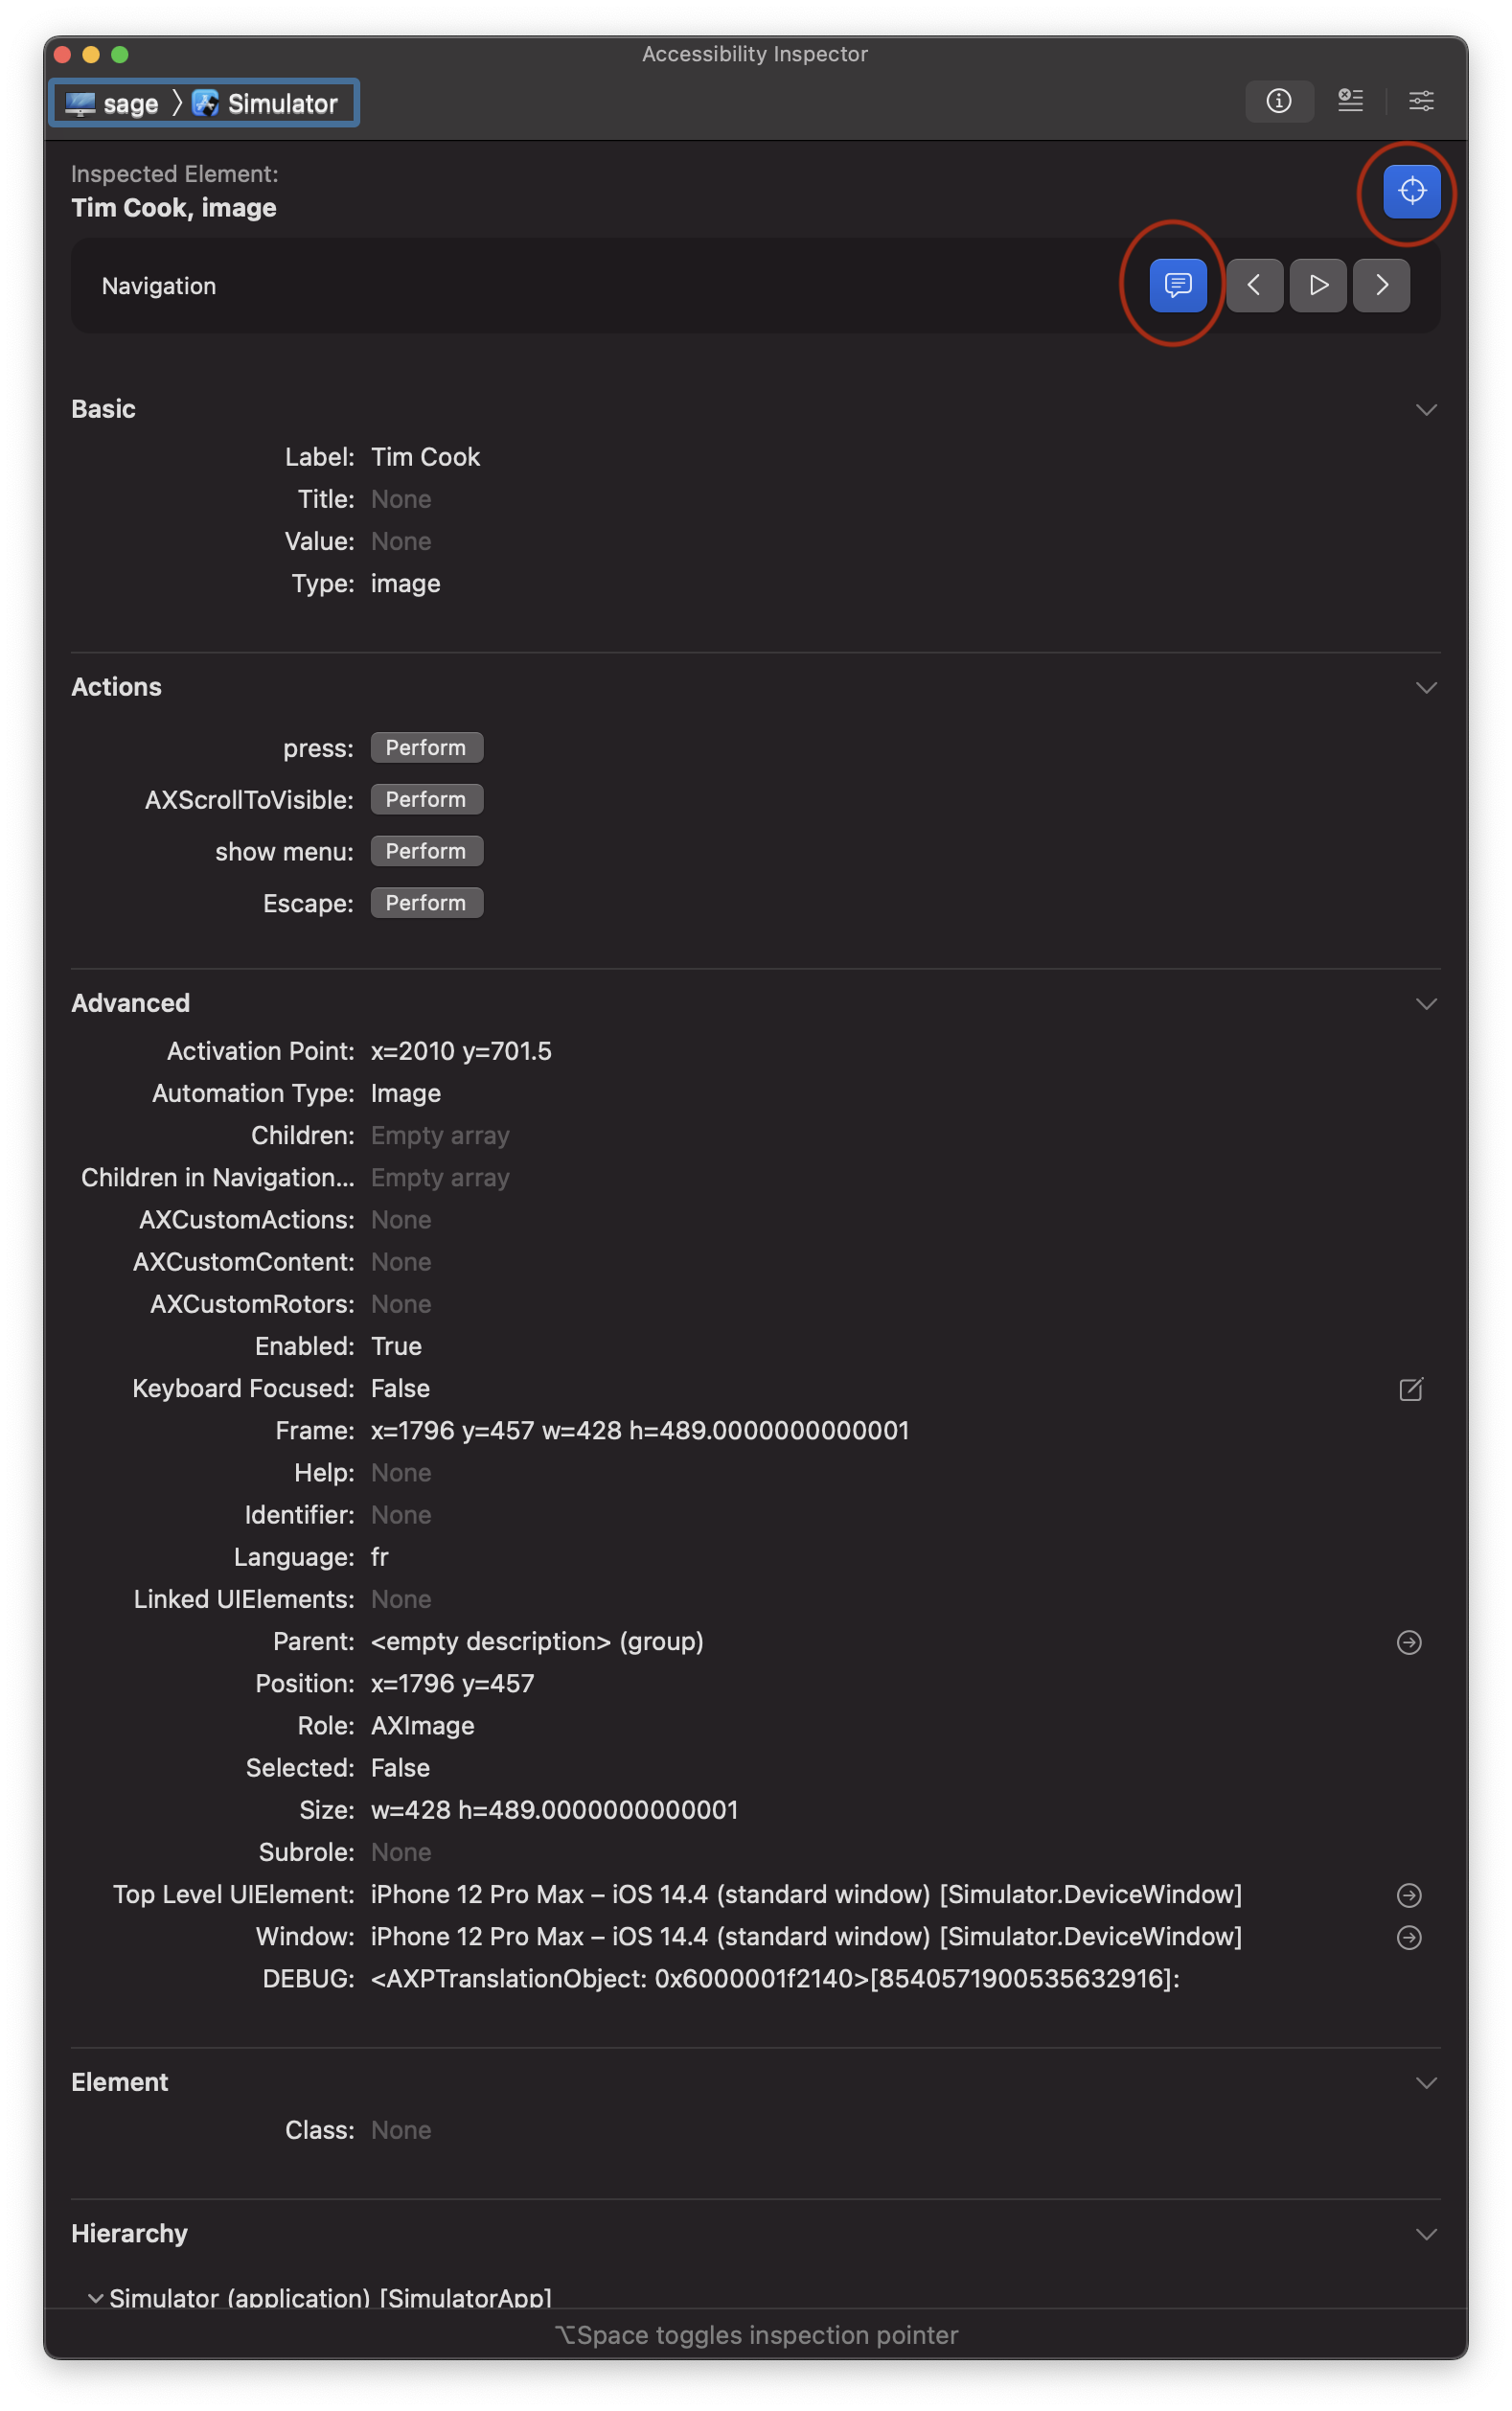 Accessibility Inspector
sage 〉 Simulator
Inspected Element:
Tim Cook, image
Navigation
Basic
Label: Tim Cook
Title: None
Value: None
Type: image
Actions
press: Perform
AXScrollToVisible: Perform
show menu: Perform
Escape: Perform
Advanced
Activation Point: x=2010 y=701.5
Automation Type: Image
Children: Empty array
Children in Navigation... Empty array
AXCustomActions: None
AXCustomContent: None
AXCustomRotors: None
Enabled: True
Keyboard Focused: False
Frame: x=1796 y=457 w=428 h=489.0000000000001
Help: None
Identifier: None
Language: fr
Linked UIElements: None
Parent: <empty description> (group)
Position: x=1796 y=457
Role: AXImage
Selected: False
Size: w=428 h=489.0000000000001
Subrole: None
Top Level UIElement: iPhone 12 Pro Max – iOS 14.4 (standard window) [Simulator.DeviceWindow]
Window: iPhone 12 Pro Max – iOS 14.4 (standard window) [Simulator.DeviceWindow]
DEBUG: <AXPTranslationObject: 0x6000001f2140>[8540571900535632916]:
Element
Class: None
Hierarchy
Simulator (application) [SimulatorApp]
⌥Space toggles inspection pointer